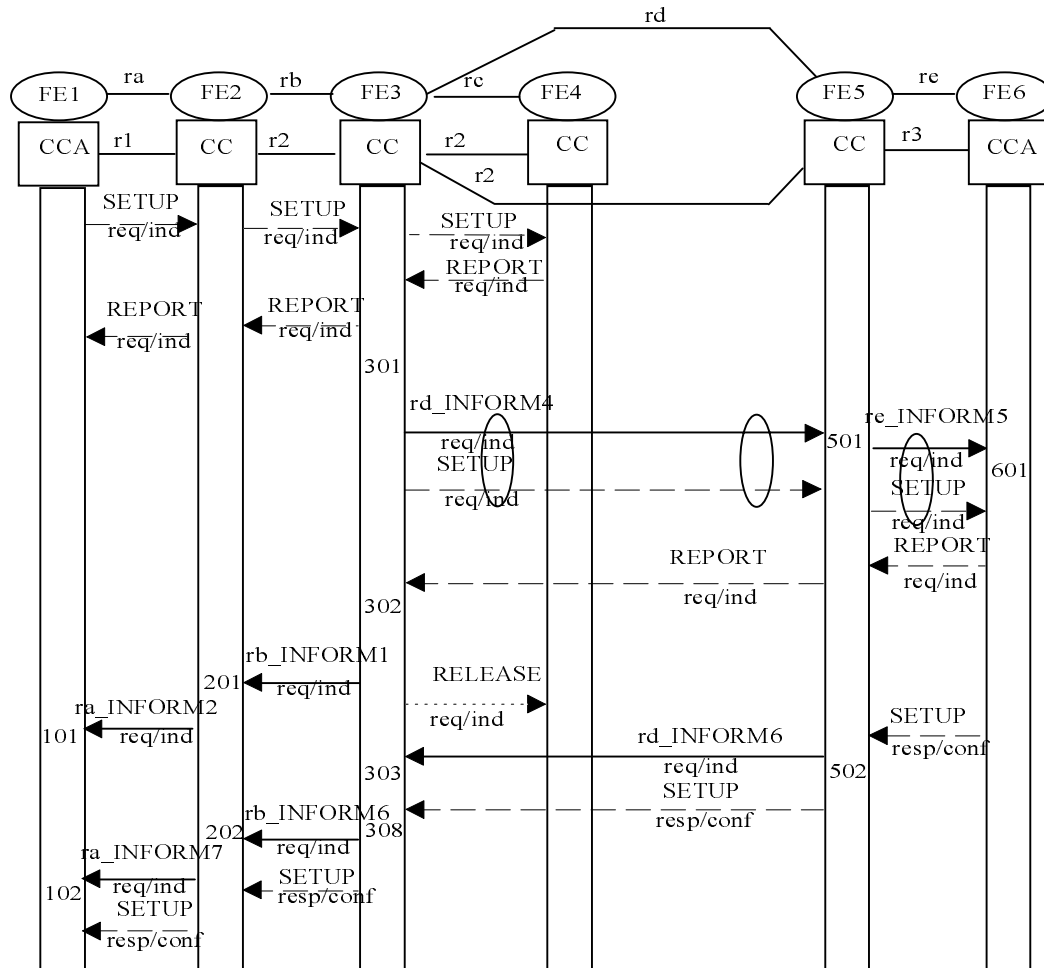 rd
ra
rb
rc
re
FE1
FE2
FE3
FE4
FE5
FE6
r1
r2
r2
r3
CCA
CC
CC
CC
CC
CCA
r2
SETUP
req/ind
SETUP
req/ind
SETUP
req/ind
REPORT
req/ind
REPORT
req/ind
REPORT
req/ind
301
rd_INFORM4
req/ind
501
re_INFORM5
req/ind
SETUP
req/ind
601
SETUP
req/ind
REPORT
req/ind
REPORT
req/ind
302
rb_INFORM1
req/ind
201
RELEASE
req/ind
ra_INFORM2
req/ind
101
SETUP
resp/conf
rd_INFORM6
req/ind
303
502
SETUP
resp/conf
rb_INFORM6
req/ind
202
308
ra_INFORM7
req/ind
102
SETUP
resp/conf
SETUP
resp/conf